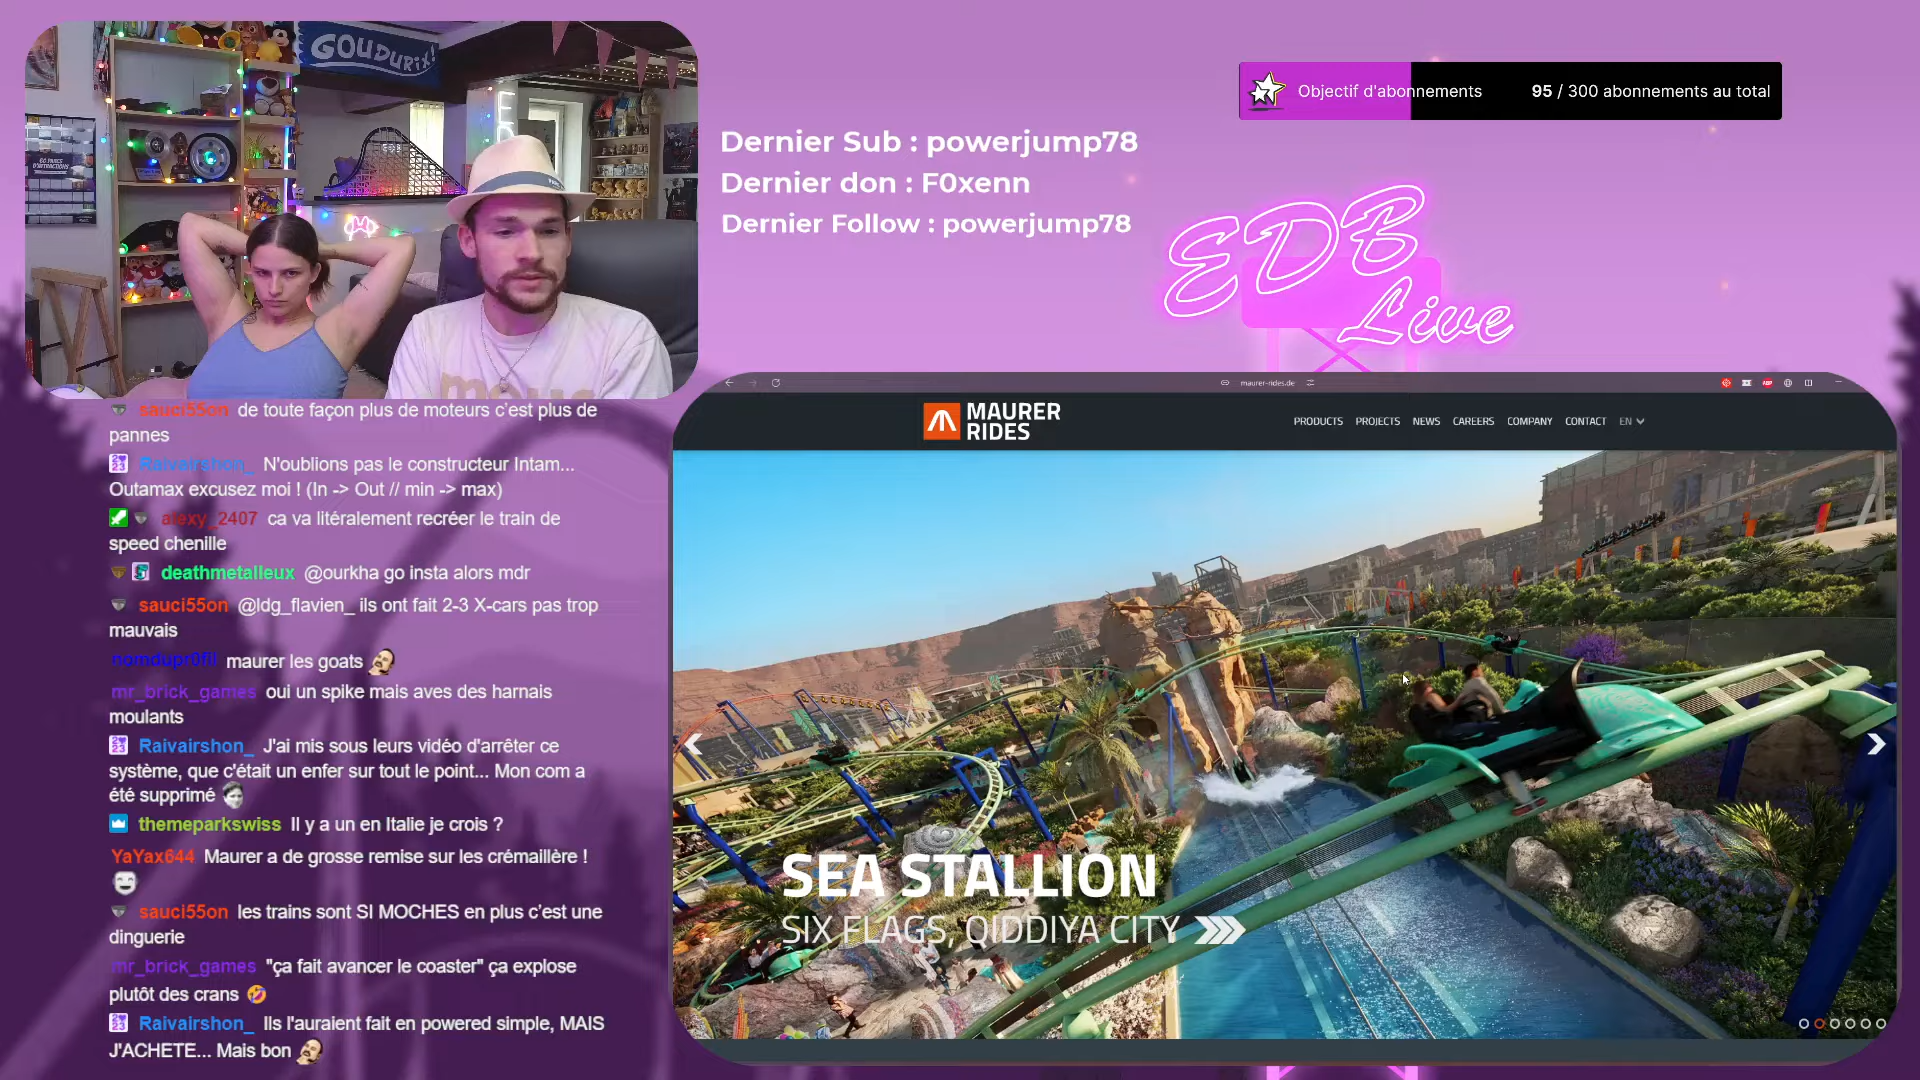 GOUDURIX!
Objectif d'abonnements
95 / 300 abonnements au total
Dernier Sub : powerjump78
Dernier don : F0xenn
Dernier Follow : powerjump78
EDB
Live
sauci55on de toute façon plus de moteurs c’est plus de
pannes
Raivairshon_ N'oublions pas le constructeur Intam...
Outamax excusez moi ! (In -> Out // min -> max)
alexy_2407 ca va litéralement recréer le train de
speed chenille
deathmetalleux @ourkha go insta alors mdr
sauci55on @ldg_flavien_ ils ont fait 2-3 X-cars pas trop
mauvais
nomdupr0fil maurer les goats
mr_brick_games oui un spike mais aves des harnais
moulants
Raivairshon_ J'ai mis sous leurs vidéo d'arrêter ce
système, que c'était un enfer sur tout le point... Mon com a
été supprimé
themeparkswiss Il y a un en Italie je crois ?
YaYax644 Maurer a de grosse remise sur les crémaillère !
sauci55on les trains sont SI MOCHES en plus c’est une
dinguerie
mr_brick_games "ça fait avancer le coaster" ça explose
plutôt des crans
Raivairshon_ Ils l'auraient fait en powered simple, MAIS
J'ACHETE... Mais bon
maurer-rides.de
MAURER
RIDES
PRODUCTS PROJECTS NEWS CAREERS COMPANY CONTACT EN
SEA STALLION
SIX FLAGS, QIDDIYA CITY